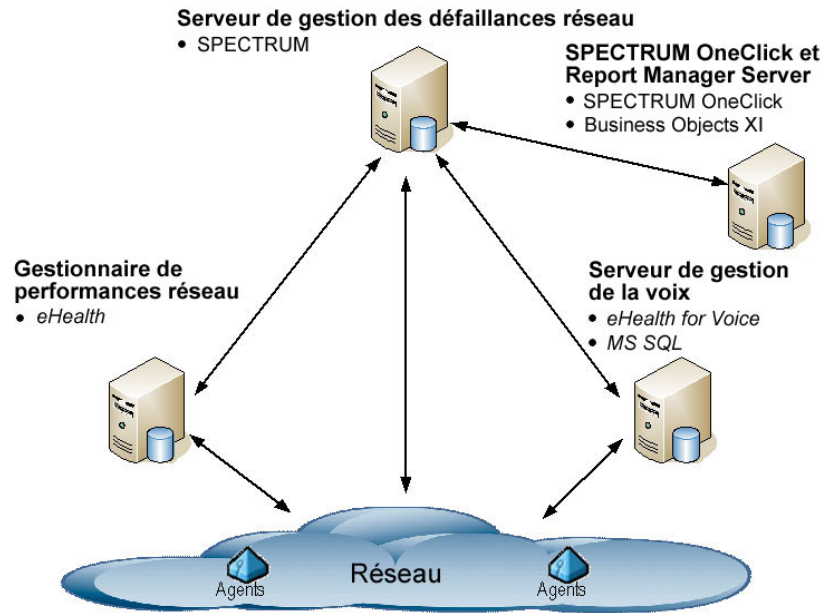 Serveur de gestion des défaillances réseau
• SPECTRUM
SPECTRUM OneClick et
Report Manager Server
• SPECTRUM OneClick
• Business Objects XI
Gestionnaire de
performances réseau
• eHealth
Serveur de gestion
de la voix
• eHealth for Voice
• MS SQL
Agents
Réseau
Agents